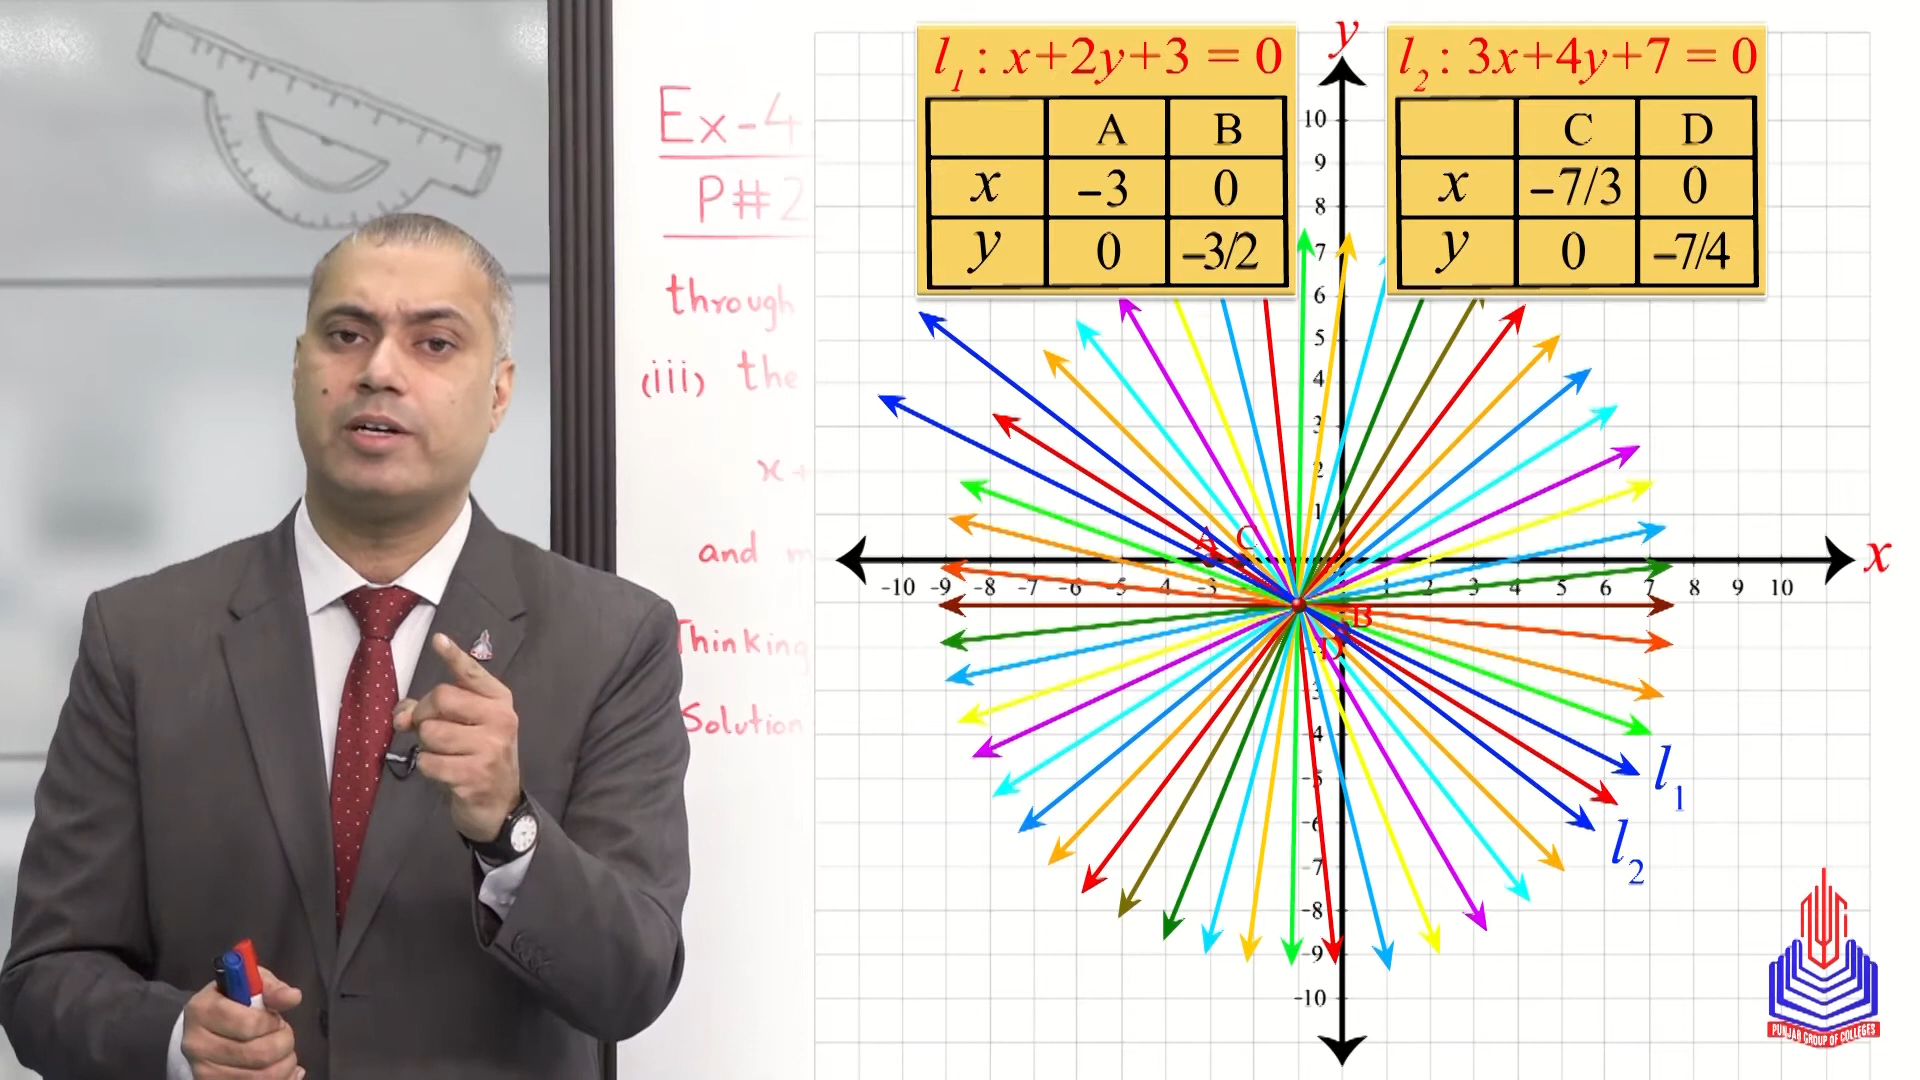 Ex-4
P#2
through
(iii) the
x+
and m
Thinking
Solution
l₁ : x+2y+3 = 0
A B
x –3 0
y 0 –3/2
l₂ : 3x+4y+7 = 0
C D
x –7/3 0
y 0 –7/4
y
10
9
8
7
6
5
4
3
2
1
A C
x
-10 -9 -8 -7 -6 -5 -4 -3 2 3 4 5 6 7 8 9 10
B
D
3
4
-5
-6
-7
-8
-9
-10
l₁
l₂
PUNJAB GROUP OF COLLEGES